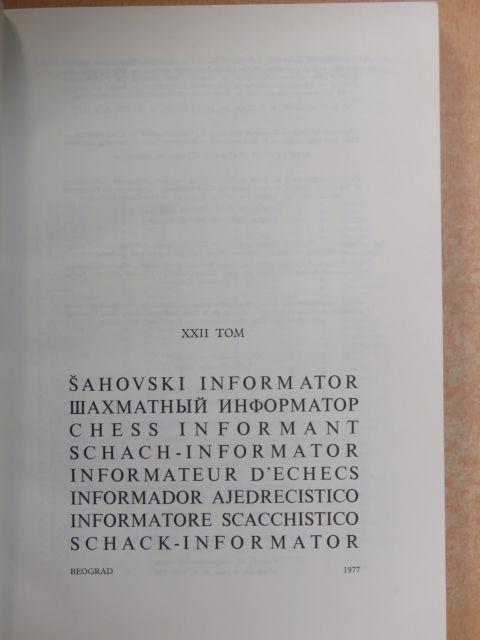 XXII TOM
ŠAHOVSKI INFORMATOR
ШАХМАТНЫЙ ИНФОРМАТОР
CHESS INFORMANT
SCHACH-INFORMATOR
INFORMATEUR D'ECHECS
INFORMADOR AJEDRECISTICO
INFORMATORE SCACCHISTICO
SCHACK-INFORMATOR
BEOGRAD 1977